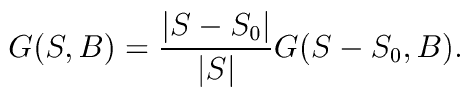 G(S, B) = \frac{|S - S_0|}{|S|} G(S - S_0, B).